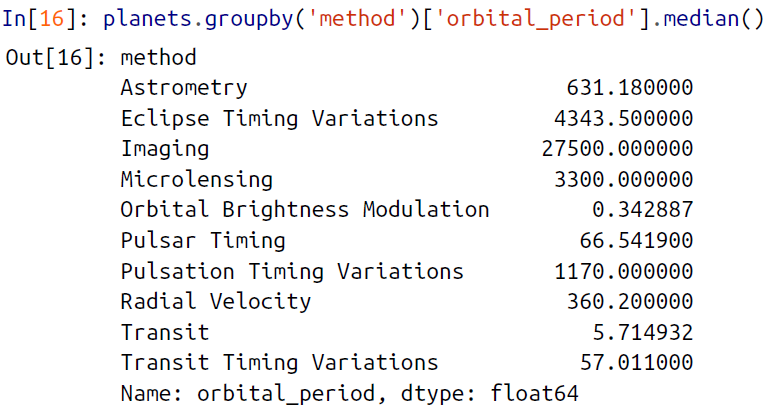 In[16]: planets.groupby('method')['orbital_period'].median()
Out[16]: method
Astrometry 631.180000
Eclipse Timing Variations 4343.500000
Imaging 27500.000000
Microlensing 3300.000000
Orbital Brightness Modulation 0.342887
Pulsar Timing 66.541900
Pulsation Timing Variations 1170.000000
Radial Velocity 360.200000
Transit 5.714932
Transit Timing Variations 57.011000
Name: orbital_period, dtype: float64